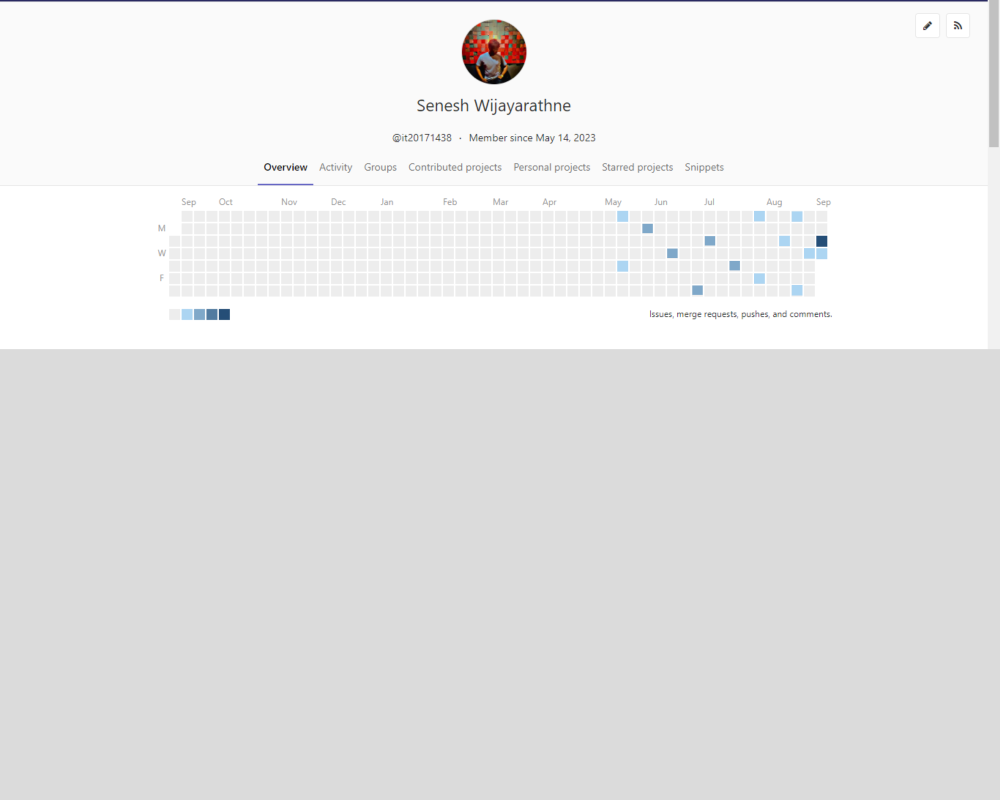 Senesh Wijayarathne
@it20171438 · Member since May 14, 2023
Overview Activity Groups Contributed projects Personal projects Starred projects Snippets
Sep Oct Nov Dec Jan Feb Mar Apr May Jun Jul Aug Sep
M
W
F
Issues, merge requests, pushes, and comments.